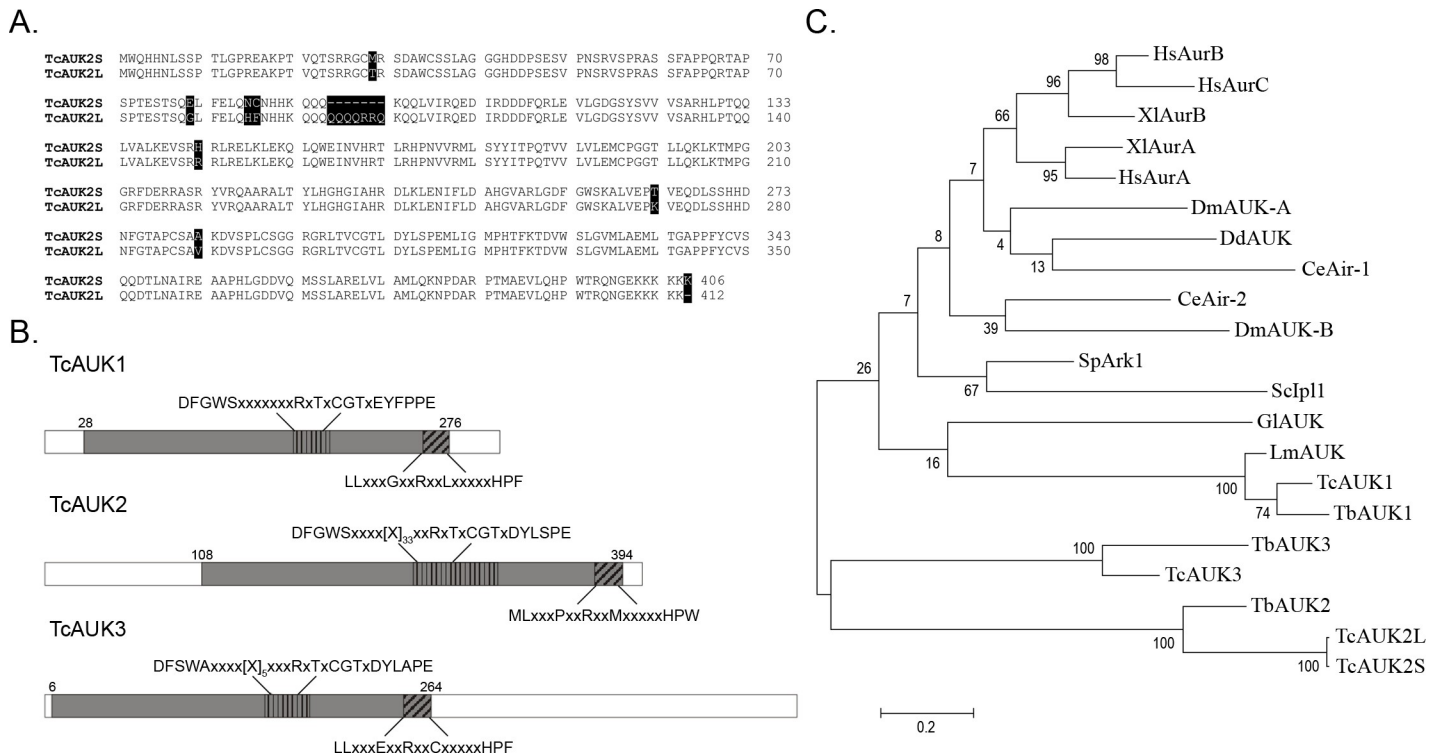 A.
TcAUK2S MWQHHNLSSP TLGPREAKPT VQTSRRGCMR SDAWCSSLAG GGHDDPSESV PNSRVSPRAS SFAPPQRTAP 70
TcAUK2L MWQHHNLSSP TLGPREAKPT VQTSRRGCTR SDAWCSSLAG GGHDDPSESV PNSRVSPRAS SFAPPQRTAP 70
TcAUK2S SPTESTSQEL FELQNCNHHK QQQ------- KQQLVIRQED IRDDDFQRLE VLGDGSYSVV VSARHLPTQQ 133
TcAUK2L SPTESTSQGL FELQHFNHHK QQQQQQQRRQ KQQLVIRQED IRDDDFQRLE VLGDGSYSVV VSARHLPTQQ 140
TcAUK2S LVALKEVSRH RLRELKLEKQ LQWEINVHRT LRHPNVVRML SYYITPQTVV LVLEMCPGGT LLQKLKTMPG 203
TcAUK2L LVALKEVSRR RLRELKLEKQ LQWEINVHRT LRHPNVVRML SYYITPQTVV LVLEMCPGGT LLQKLKTMPG 210
TcAUK2S GRFDERRASR YVRQAARALT YLHGHGIAHR DLKLENIFLD AHGVARLGDF GWSKALVEPT VEQDLSSHHD 273
TcAUK2L GRFDERRASR YVRQAARALT YLHGHGIAHR DLKLENIFLD AHGVARLGDF GWSKALVEPK VEQDLSSHHD 280
TcAUK2S NFGTAPCSAA AKDVSPLCSGG RGRLTVCGTL DYLSPEMLIG MPHTFKTDVW SLGVMLAEML TGAPPFYCVS 343
TcAUK2L NFGTAPCSAV AKDVSPLCSGG RGRLTVCGTL DYLSPEMLIG MPHTFKTDVW SLGVMLAEML TGAPPFYCVS 350
TcAUK2S QQDTLNAIRE AAPHLGDDVQ MSSLARELVL AMLQKNPDAR PTMAEVLQHP WTRQNGEKKK KKK 406
TcAUK2L QQDTLNAIRE AAPHLGDDVQ MSSLARELVL AMLQKNPDAR PTMAEVLQHP WTRQNGEKKK KK- 412
B.
TcAUK1
DFGWSxxxxxxxRxTxCGTxEYFPPE
28
276
LLxxxGxxRxxLxxxxxHPF
TcAUK2
DFGWSxxxx[X]33xxRxTxCGTxDYLSPE
108
394
MLxxxPxxRxxMxxxxxHPW
TcAUK3
DFSWAxxxx[X]5xxxRxTxCGTxDYLAPE
6
264
LLxxxExxRxxCxxxxxHPF
C.
HsAurB
98
HsAurC
96
XlAurB
66
XlAurA
95
HsAurA
7
DmAUK-A
4
DdAUK
13
CeAir-1
8
CeAir-2
39
DmAUK-B
7
SpArk1
67
ScIpl1
26
GlAUK
16
LmAUK
100
TcAUK1
74
TbAUK1
TbAUK3
100
TcAUK3
TbAUK2
100
TcAUK2L
100
TcAUK2S
0.2